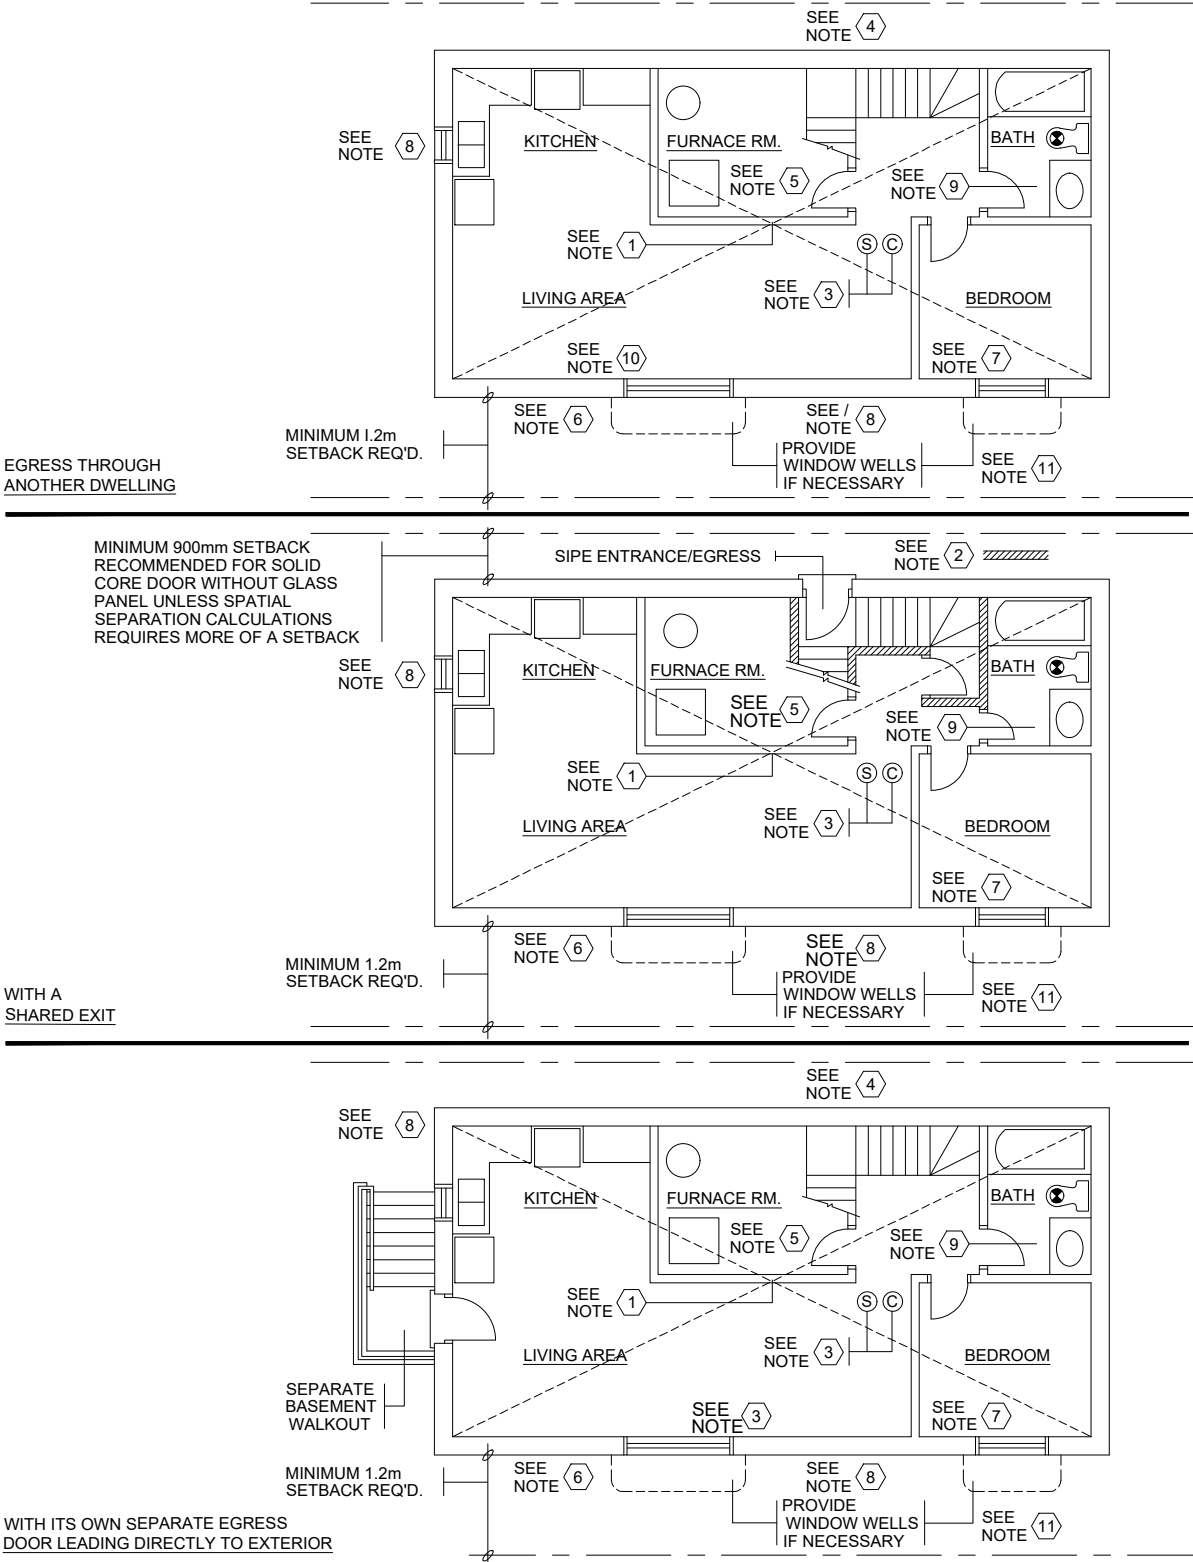 SEE
NOTE 4
SEE
NOTE 8
KITCHEN
FURNACE RM.
SEE
NOTE 5
BATH
SEE
NOTE 9
SEE
NOTE 1
S C
SEE
NOTE 3
LIVING AREA
BEDROOM
SEE
NOTE 10
SEE
NOTE 7
SEE
NOTE 6
SEE /
NOTE 8
MINIMUM I.2m
SETBACK REQ'D.
PROVIDE
WINDOW WELLS
IF NECESSARY
SEE
NOTE 11
EGRESS THROUGH
ANOTHER DWELLING
MINIMUM 900mm SETBACK
RECOMMENDED FOR SOLID
CORE DOOR WITHOUT GLASS
PANEL UNLESS SPATIAL
SEPARATION CALCULATIONS
REQUIRES MORE OF A SETBACK
SIPE ENTRANCE/EGRESS
SEE
NOTE 2
SEE
NOTE 8
KITCHEN
FURNACE RM.
BATH
SEE
NOTE 5
SEE
NOTE 9
SEE
NOTE 1
S C
SEE
NOTE 3
LIVING AREA
BEDROOM
SEE
NOTE 7
SEE
NOTE 6
SEE
NOTE 8
MINIMUM 1.2m
SETBACK REQ'D.
PROVIDE
WINDOW WELLS
IF NECESSARY
SEE
NOTE 11
WITH A
SHARED EXIT
SEE
NOTE 4
SEE
NOTE 8
KITCHEN
FURNACE RM.
BATH
SEE
NOTE 5
SEE
NOTE 9
SEE
NOTE 1
S C
SEE
NOTE 3
LIVING AREA
BEDROOM
SEPARATE
BASEMENT
WALKOUT
SEE
NOTE 3
SEE
NOTE 7
MINIMUM 1.2m
SETBACK REQ'D.
SEE
NOTE 6
SEE
NOTE 8
PROVIDE
WINDOW WELLS
IF NECESSARY
SEE
NOTE 11
WITH ITS OWN SEPARATE EGRESS
DOOR LEADING DIRECTLY TO EXTERIOR